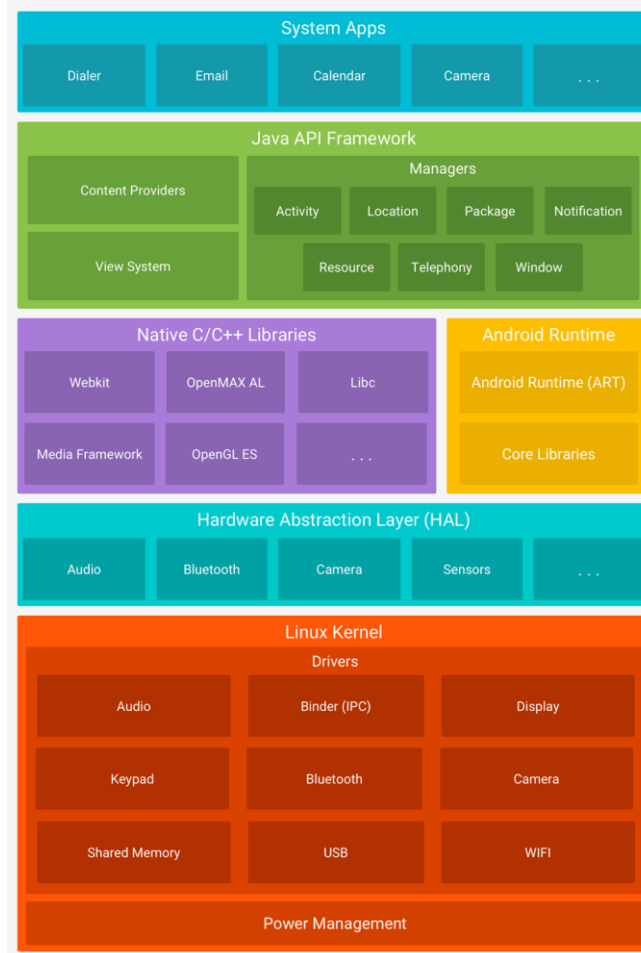 System Apps
Dialer
Email
Calendar
Camera
. . .
Java API Framework
Content Providers
View System
Managers
Activity
Location
Package
Notification
Resource
Telephony
Window
Native C/C++ Libraries
Webkit
OpenMAX AL
Libc
Media Framework
OpenGL ES
. . .
Android Runtime
Android Runtime (ART)
Core Libraries
Hardware Abstraction Layer (HAL)
Audio
Bluetooth
Camera
Sensors
. . .
Linux Kernel
Drivers
Audio
Binder (IPC)
Display
Keypad
Bluetooth
Camera
Shared Memory
USB
WIFI
Power Management